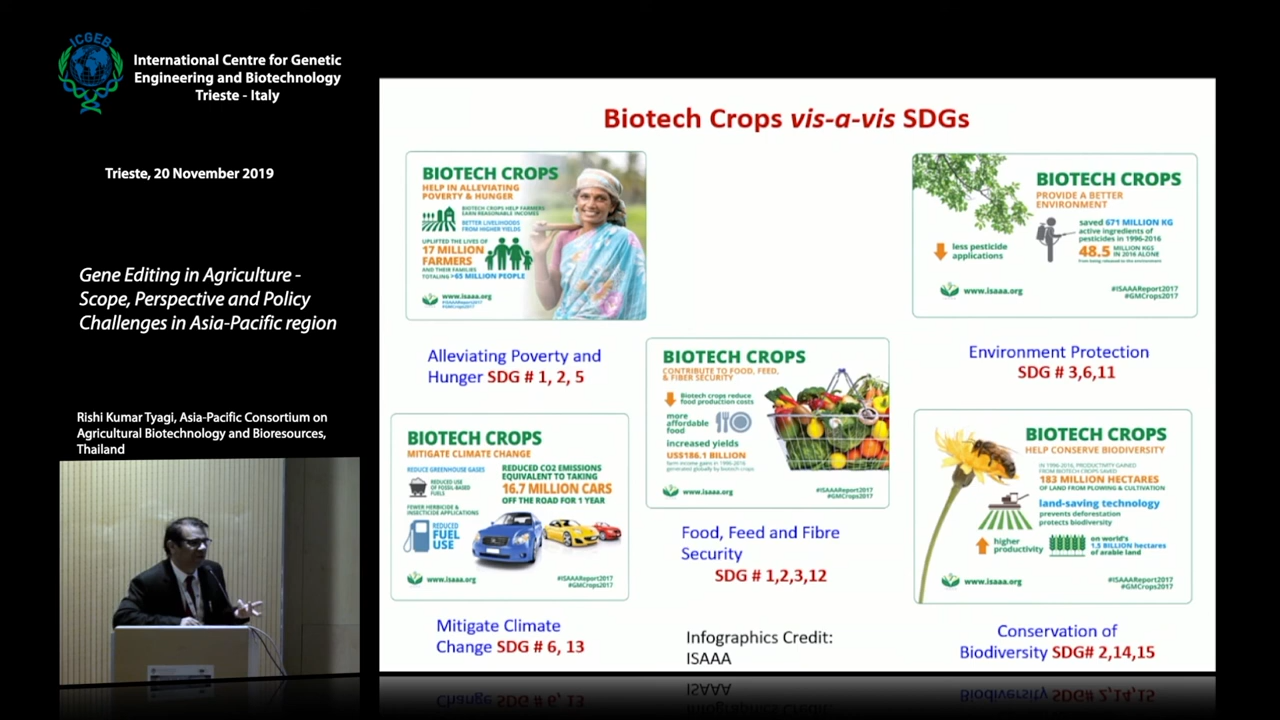 ICGEB
International Centre for Genetic
Engineering and Biotechnology
Trieste - Italy
Trieste, 20 November 2019
Gene Editing in Agriculture -
Scope, Perspective and Policy
Challenges in Asia-Pacific region
Rishi Kumar Tyagi, Asia-Pacific Consortium on
Agricultural Biotechnology and Bioresources,
Thailand
Biotech Crops vis-a-vis SDGs
BIOTECH CROPS
HELP IN ALLEVIATING
POVERTY & HUNGER
BIOTECH CROPS HELP FARMERS
EARN REASONABLE INCOMES
BETTER LIVELIHOODS
FROM HIGHER YIELDS
UPLIFTED THE LIVES OF
17 MILLION
FARMERS
AND THEIR FAMILIES
TOTALING >65 MILLION PEOPLE
www.isaaa.org
#ISAAAReport2017
#GMCrops2017
Alleviating Poverty and
Hunger SDG # 1, 2, 5
BIOTECH CROPS
MITIGATE CLIMATE CHANGE
REDUCE GREENHOUSE GASES
REDUCED USE
OF FOSSIL-BASED
FUELS
FEWER HERBICIDE &
INSECTICIDE APPLICATIONS
REDUCED
FUEL
USE
REDUCED CO2 EMISSIONS
EQUIVALENT TO TAKING
16.7 MILLION CARS
OFF THE ROAD FOR 1 YEAR
www.isaaa.org
#ISAAAReport2017
#GMCrops2017
Mitigate Climate
Change SDG # 6, 13
BIOTECH CROPS
CONTRIBUTE TO FOOD, FEED,
& FIBER SECURITY
Biotech crops reduce
food production costs
more
affordable
food
increased yields
US$186.1 BILLION
farm income gains in 1996-2016
generated globally by biotech crops
www.isaaa.org
#ISAAAReport2017
#GMCrops2017
Food, Feed and Fibre
Security
SDG # 1,2,3,12
Infographics Credit:
ISAAA
BIOTECH CROPS
PROVIDE A BETTER
ENVIRONMENT
less pesticide
applications
saved 671 MILLION KG
active ingredients of
pesticides in 1996-2016
48.5 MILLION KGS
IN 2016 ALONE
from being released to the environment
www.isaaa.org
#ISAAAReport2017
#GMCrops2017
Environment Protection
SDG # 3,6,11
BIOTECH CROPS
HELP CONSERVE BIODIVERSITY
IN 1996-2016, PRODUCTIVITY GAINED
FROM BIOTECH CROPS SAVED
183 MILLION HECTARES
OF LAND FROM PLOWING & CULTIVATION
land-saving technology
prevents deforestation
protects biodiversity
higher
productivity
on world's
1.5 BILLION hectares
of arable land
www.isaaa.org
#ISAAAReport2017
#GMCrops2017
Conservation of
Biodiversity SDG# 2,14,15